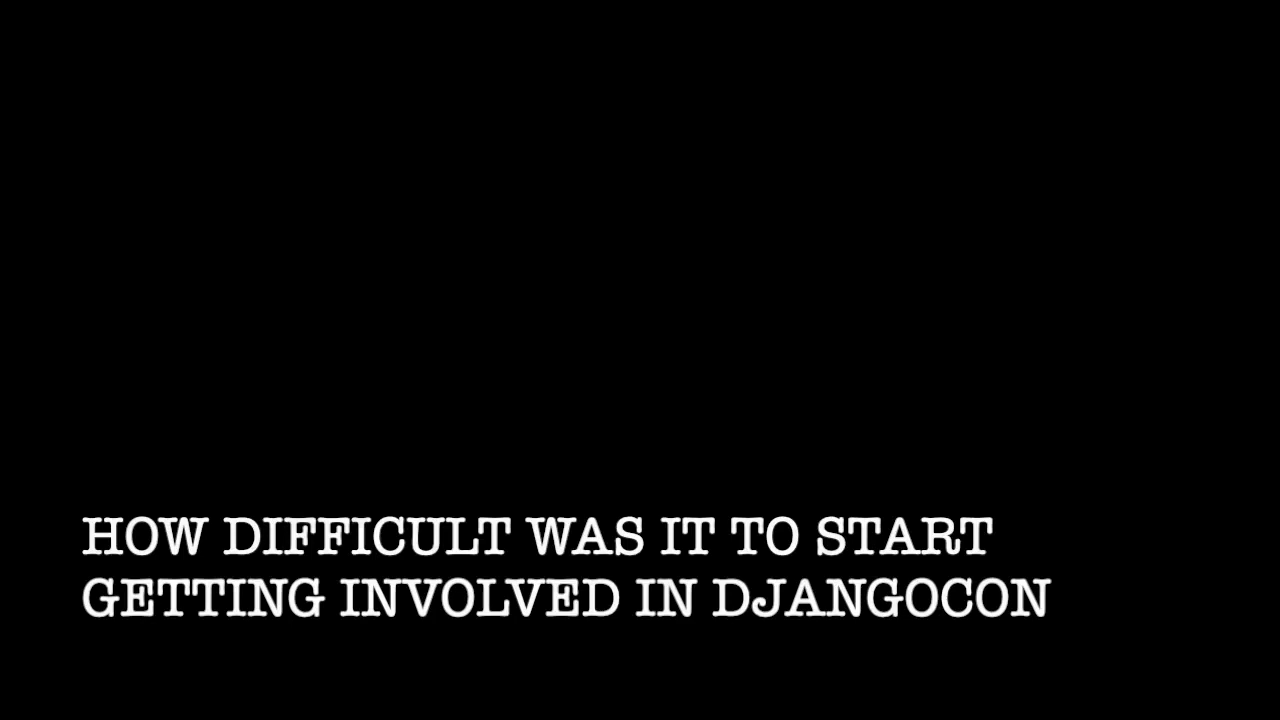 HOW DIFFICULT WAS IT TO START
GETTING INVOLVED IN DJANGOCON